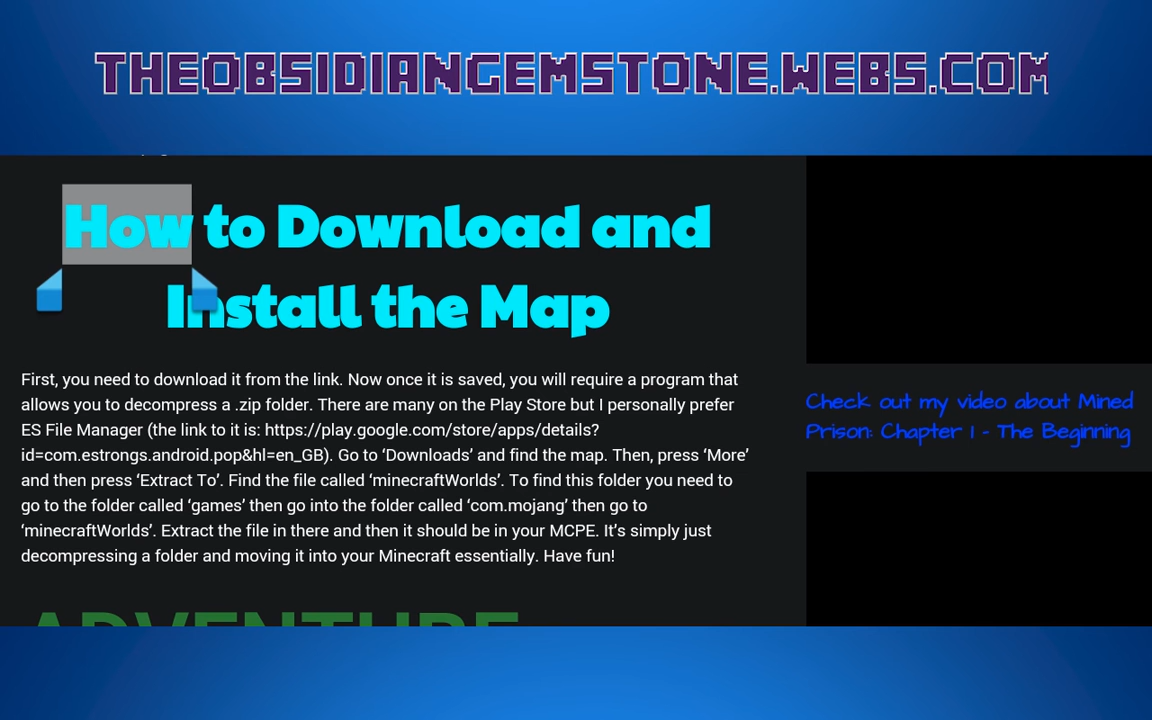 THEOBSIDIANGEMSTONE.WEBS.COM
How to Download and
Install the Map
First, you need to download it from the link. Now once it is saved, you will require a program that
allows you to decompress a .zip folder. There are many on the Play Store but I personally prefer
ES File Manager (the link to it is: https://play.google.com/store/apps/details?
id=com.estrongs.android.pop&hl=en_GB). Go to ‘Downloads’ and find the map. Then, press ‘More’
and then press ‘Extract To’. Find the file called ‘minecraftWorlds’. To find this folder you need to
go to the folder called ‘games’ then go into the folder called ‘com.mojang’ then go to
‘minecraftWorlds’. Extract the file in there and then it should be in your MCPE. It’s simply just
decompressing a folder and moving it into your Minecraft essentially. Have fun!
ADVENTURE
Check out my video about Mined
Prison: Chapter 1 - The Beginning